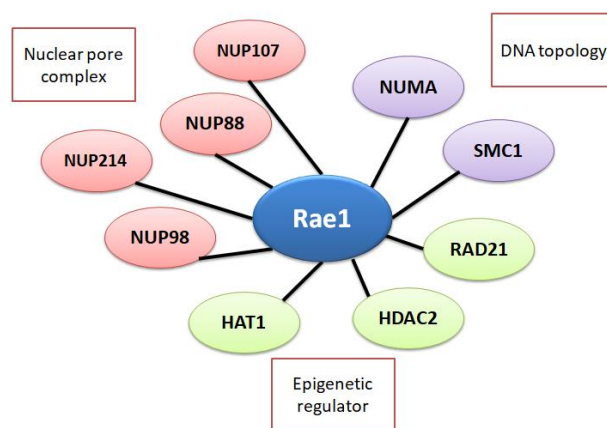 Nuclear pore
complex
NUP107
DNA topology
NUMA
NUP88
SMC1
NUP214
Rae1
NUP98
RAD21
HAT1
HDAC2
Epigenetic
regulator